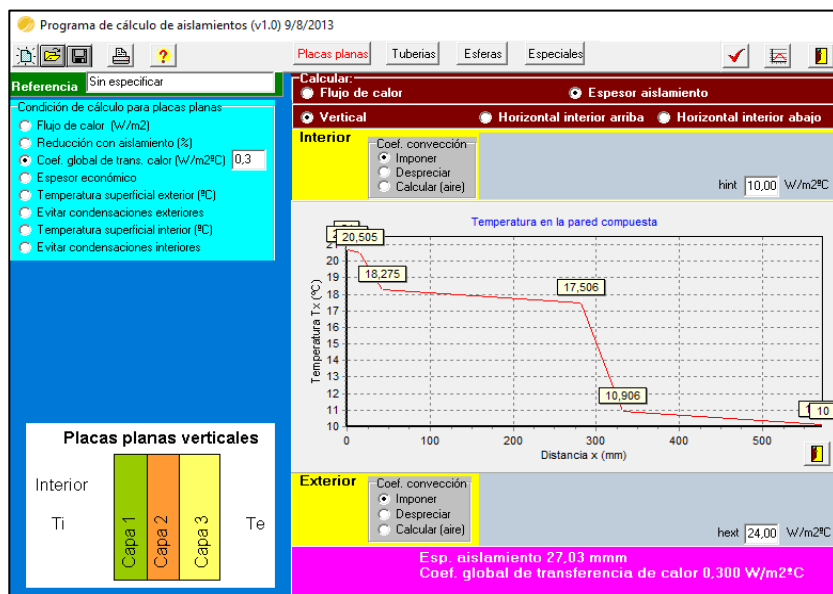 Programa de cálculo de aislamientos (v1.0) 9/8/2013
Placas planas Tuberias Esferas Especiales
Referencia Sin especificar
Condición de cálculo para placas planas
Flujo de calor (W/m2)
Reducción con aislamiento (%)
Coef. global de trans. calor (W/m2ºC) 0,3
Espesor económico
Temperatura superficial exterior (ºC)
Evitar condensaciones exteriores
Temperatura superficial interior (ºC)
Evitar condensaciones interiores
Calcular:
Flujo de calor Espesor aislamiento
Vertical Horizontal interior arriba Horizontal interior abajo
Interior
Coef. convección
Imponer
Despreciar
Calcular (aire)
hint 10,00 W/m2ºC
Temperatura en la pared compuesta
Temperatura Tx (ºC)
21
20
19
18
17
16
15
14
13
12
11
10
20,505
18,275
17,506
10,906
10
0 100 200 300 400 500
Distancia x (mm)
Placas planas verticales
Interior
Ti
Capa 1
Capa 2
Capa 3
Te
Exterior
Coef. convección
Imponer
Despreciar
Calcular (aire)
hext 24,00 W/m2ºC
Esp. aislamiento 27,03 mmm
Coef. global de transferencia de calor 0,300 W/m2ºC